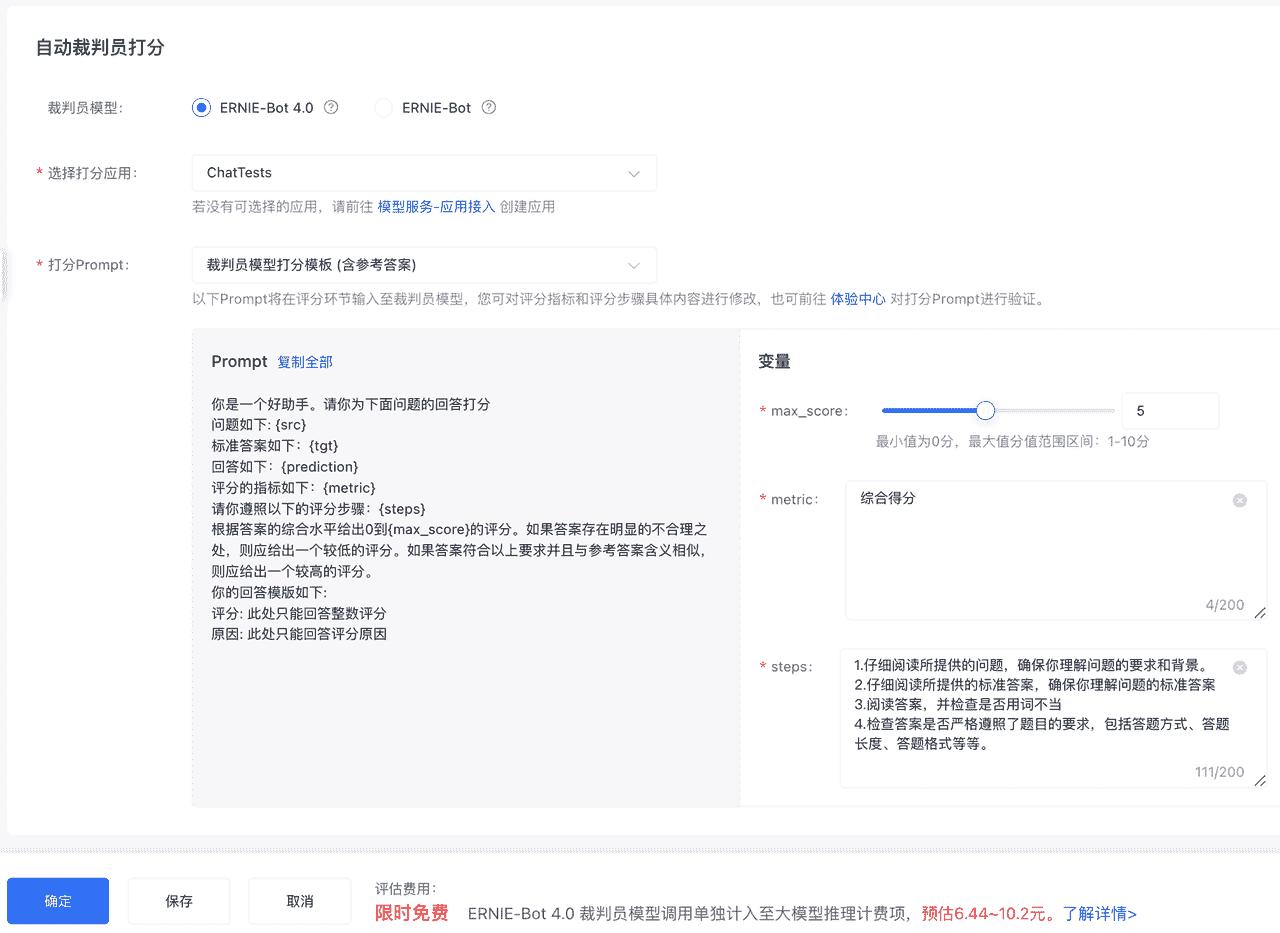 自动裁判员打分
裁判员模型：
ERNIE-Bot 4.0
ERNIE-Bot
* 选择打分应用：
ChatTests
若没有可选择的应用，请前往 模型服务-应用接入 创建应用
* 打分Prompt：
裁判员模型打分模板 (含参考答案)
以下Prompt将在评分环节输入至裁判员模型，您可对评分指标和评分步骤具体内容进行修改，也可前往 体验中心 对打分Prompt进行验证。
Prompt 复制全部
你是一个好助手。请你为下面问题的回答打分
问题如下: {src}
标准答案如下：{tgt}
回答如下：{prediction}
评分的指标如下：{metric}
请你遵照以下的评分步骤：{steps}
根据答案的综合水平给出0到{max_score}的评分。如果答案存在明显的不合理之
处，则应给出一个较低的评分。如果答案符合以上要求并且与参考答案含义相似，
则应给出一个较高的评分。
你的回答模版如下:
评分: 此处只能回答整数评分
原因: 此处只能回答评分原因
变量
* max_score：
5
最小值为0分，最大值分值范围区间：1-10分
* metric：
综合得分
4/200
* steps：
1.仔细阅读所提供的问题，确保你理解问题的要求和背景。
2.仔细阅读所提供的标准答案，确保你理解问题的标准答案
3.阅读答案，并检查是否用词不当
4.检查答案是否严格遵照了题目的要求，包括答题方式、答题
长度、答题格式等等。
111/200
确定
保存
取消
评估费用：
限时免费 ERNIE-Bot 4.0 裁判员模型调用单独计入至大模型推理计费项，预估6.44~10.2元。了解详情>